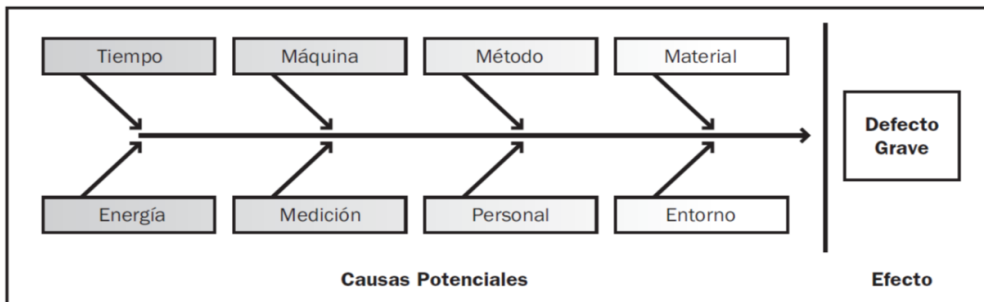 Tiempo
Máquina
Método
Material
Defecto
Grave
Energía
Medición
Personal
Entorno
Causas Potenciales
Efecto